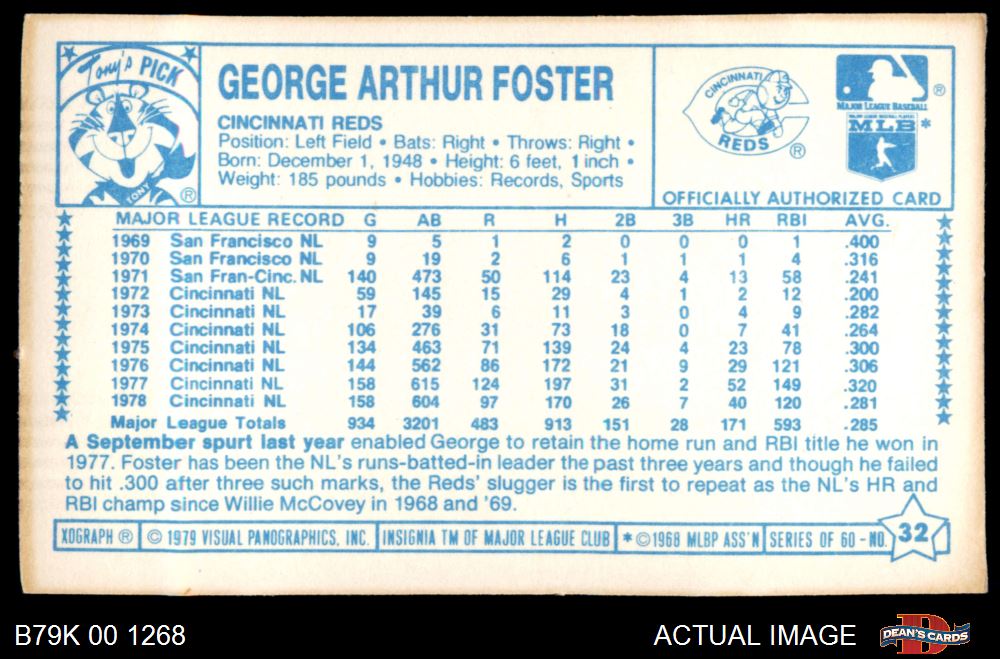 Tony's PICK
TONY
®
GEORGE ARTHUR FOSTER
CINCINNATI REDS
Position: Left Field • Bats: Right • Throws: Right •
Born: December 1, 1948 • Height: 6 feet, 1 inch •
Weight: 185 pounds • Hobbies: Records, Sports
CINCINNATI
REDS ®
®
MAJOR LEAGUE BASEBALL
MAJOR LEAGUE BASEBALL PLAYERS
MLB *
OFFICIALLY AUTHORIZED CARD
MAJOR LEAGUE RECORD G AB R H 2B 3B HR RBI AVG.
1969 San Francisco NL 9 5 1 2 0 0 0 1 .400
1970 San Francisco NL 9 19 2 6 1 1 1 4 .316
1971 San Fran-Cinc. NL 140 473 50 114 23 4 13 58 .241
1972 Cincinnati NL 59 145 15 29 4 1 2 12 .200
1973 Cincinnati NL 17 39 6 11 3 0 4 9 .282
1974 Cincinnati NL 106 276 31 73 18 0 7 41 .264
1975 Cincinnati NL 134 463 71 139 24 4 23 78 .300
1976 Cincinnati NL 144 562 86 172 21 9 29 121 .306
1977 Cincinnati NL 158 615 124 197 31 2 52 149 .320
1978 Cincinnati NL 158 604 97 170 26 7 40 120 .281
Major League Totals 934 3201 483 913 151 28 171 593 .285
A September spurt last year enabled George to retain the home run and RBI title he won in
1977. Foster has been the NL's runs-batted-in leader the past three years and though he failed
to hit .300 after three such marks, the Reds' slugger is the first to repeat as the NL's HR and
RBI champ since Willie McCovey in 1968 and '69.
XOGRAPH ® © 1979 VISUAL PANOGRAPHICS, INC. INSIGNIA TM OF MAJOR LEAGUE CLUB * ©1968 MLBP ASS'N SERIES OF 60 - NO. 32
B79K 00 1268 ACTUAL IMAGE DEAN'S CARDS